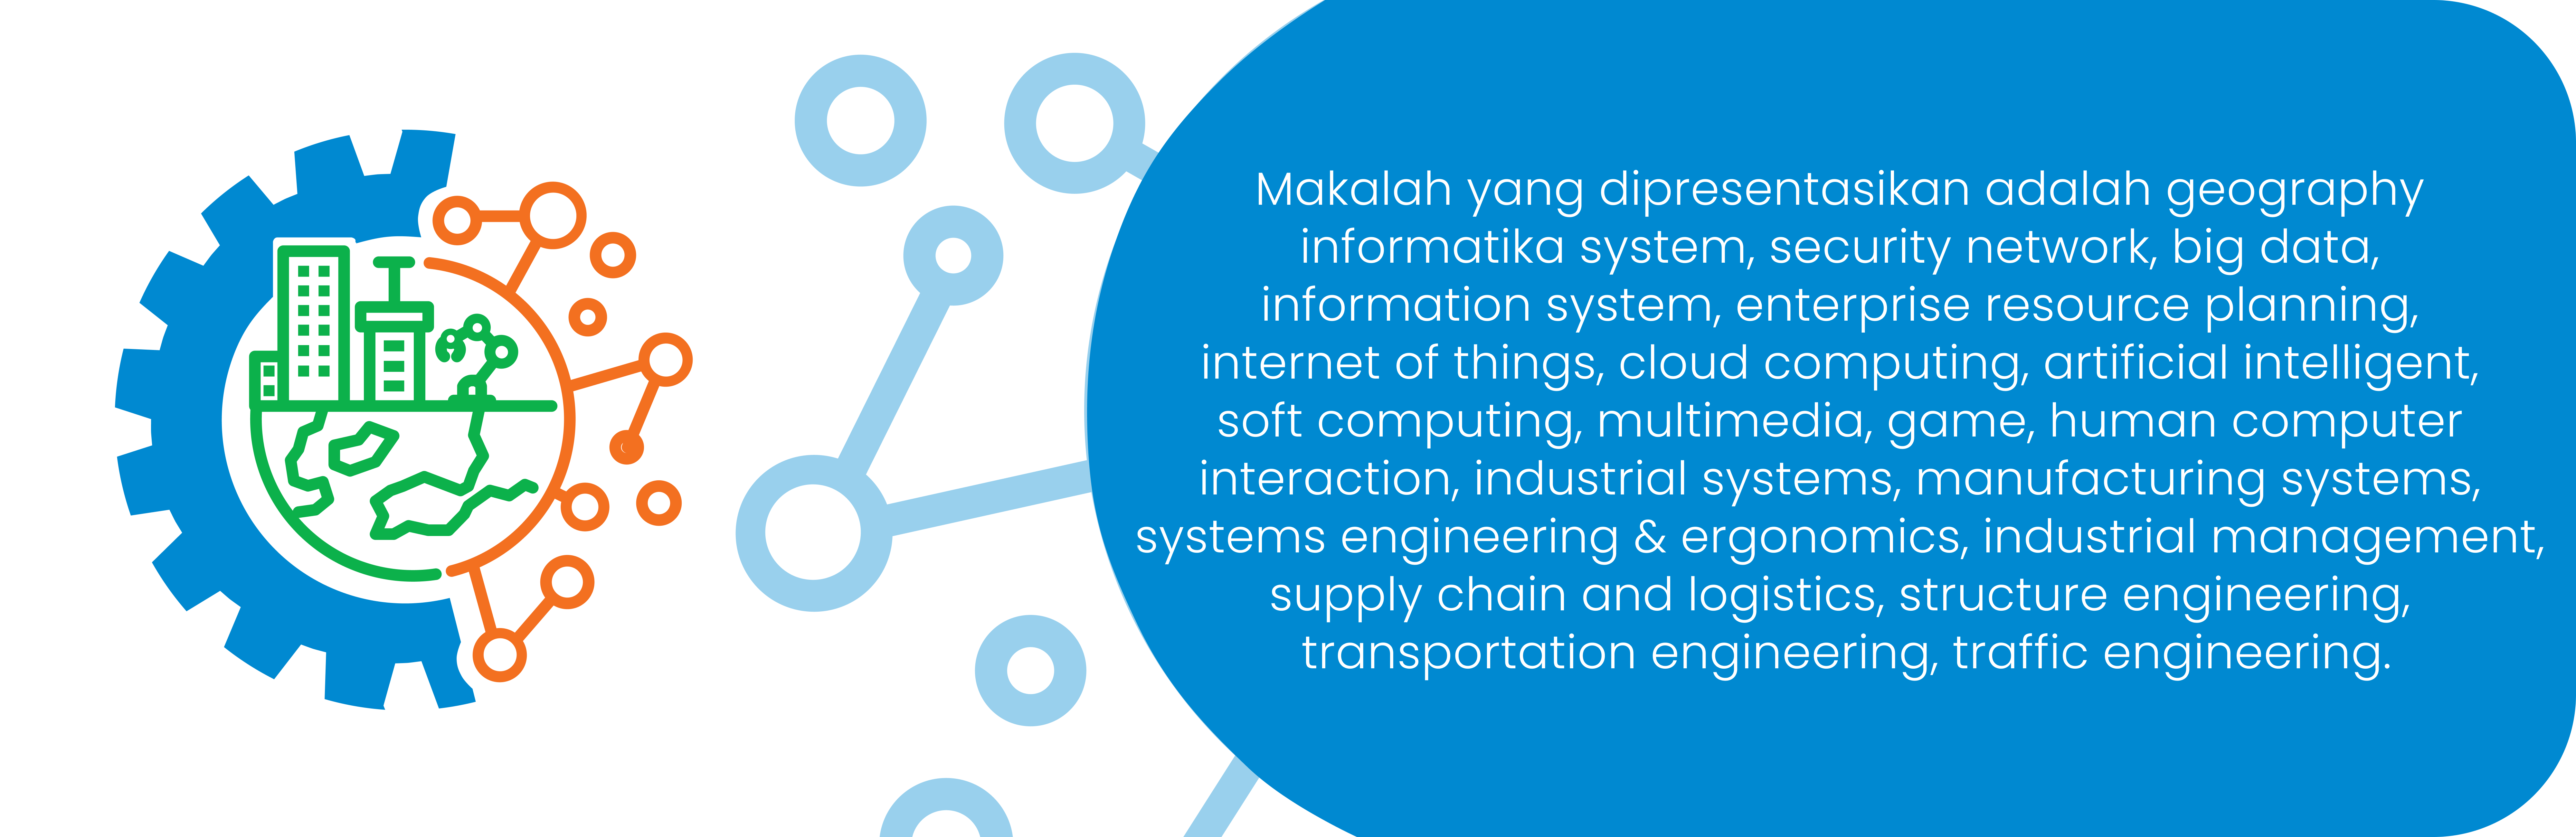 Makalah yang dipresentasikan adalah geography
informatika system, security network, big data,
information system, enterprise resource planning,
internet of things, cloud computing, artificial intelligent,
soft computing, multimedia, game, human computer
interaction, industrial systems, manufacturing systems,
systems engineering & ergonomics, industrial management,
supply chain and logistics, structure engineering,
transportation engineering, traffic engineering.